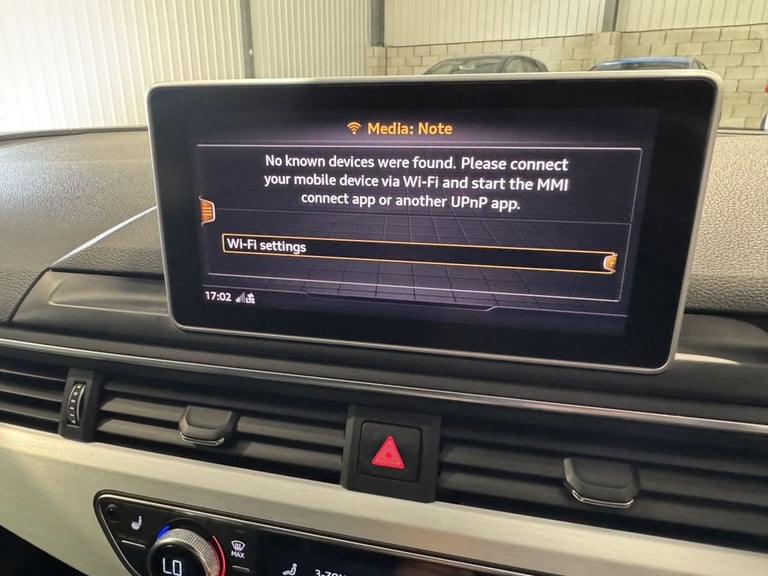 Media: Note
No known devices were found. Please connect
your mobile device via Wi-Fi and start the MMI
connect app or another UPnP app.
Wi-Fi settings
17:02 LTE
MAX
LO